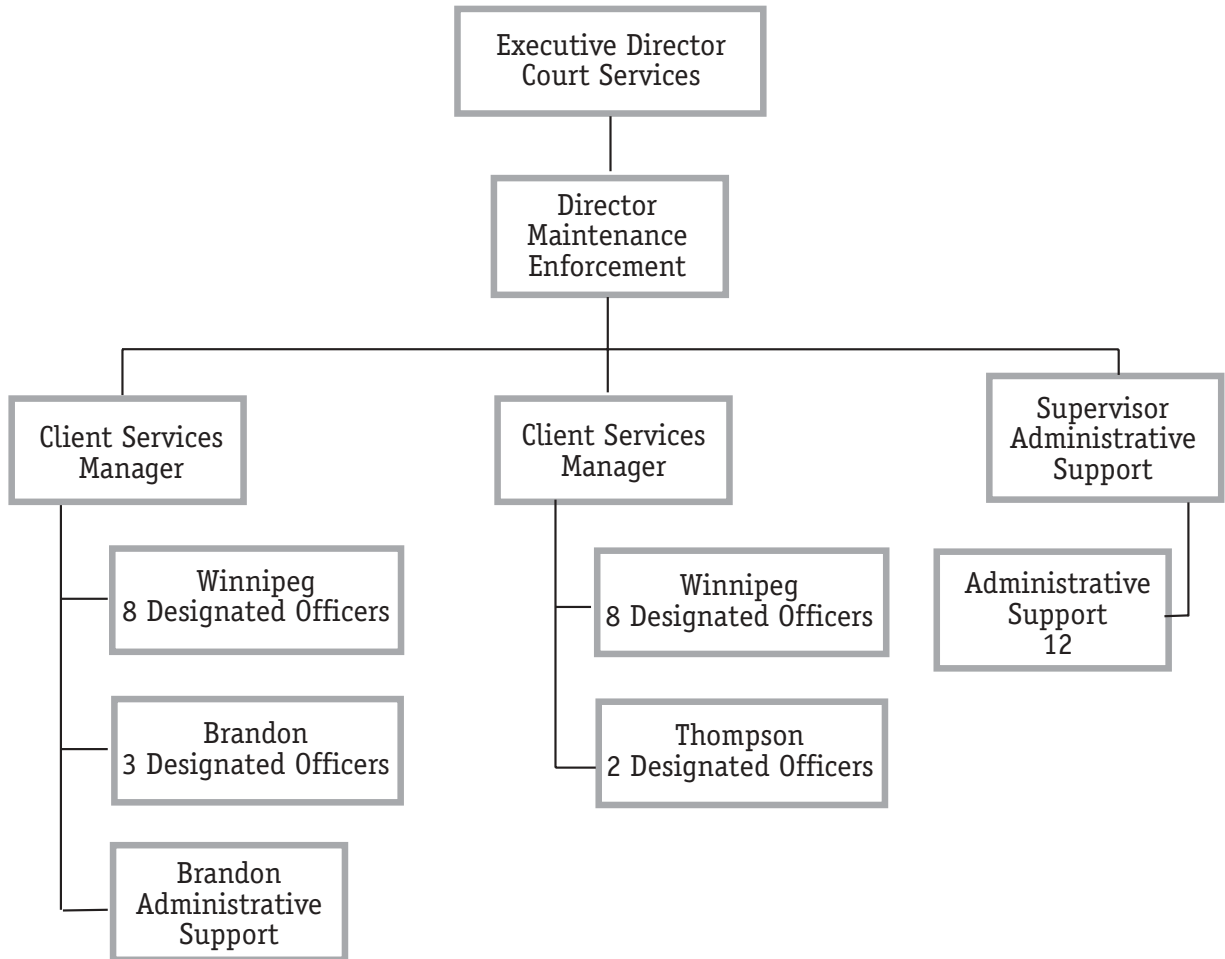 Executive Director
Court Services
Director
Maintenance
Enforcement
Client Services
Manager
Client Services
Manager
Supervisor
Administrative
Support
Winnipeg
8 Designated Officers
Winnipeg
8 Designated Officers
Administrative
Support
12
Brandon
3 Designated Officers
Thompson
2 Designated Officers
Brandon
Administrative
Support